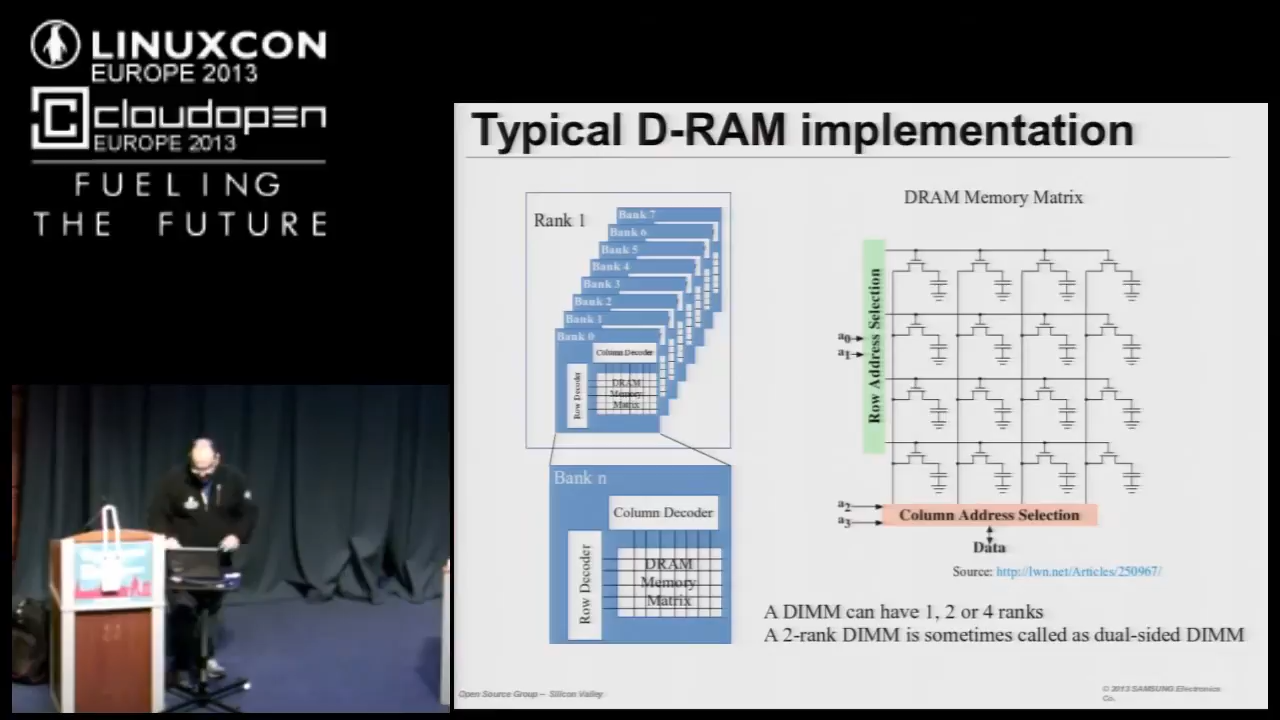 LINUXCON
EUROPE 2013
cloudopen
EUROPE 2013
FUELING
THE FUTURE
Typical D-RAM implementation
Rank 1
Bank 7
Bank 6
Bank 5
Bank 4
Bank 3
Bank 2
Bank 1
Bank 0
Column Decoder
Row Decoder
DRAM
Memory
Matrix
Bank n
Column Decoder
Row Decoder
DRAM
Memory
Matrix
DRAM Memory Matrix
Row Address Selection
a0
a1
a2
a3
Column Address Selection
Data
Source: http://lwn.net/Articles/250967/
A DIMM can have 1, 2 or 4 ranks
A 2-rank DIMM is sometimes called as dual-sided DIMM
Open Source Group – Silicon Valley
© 2013 SAMSUNG Electronics
Co.